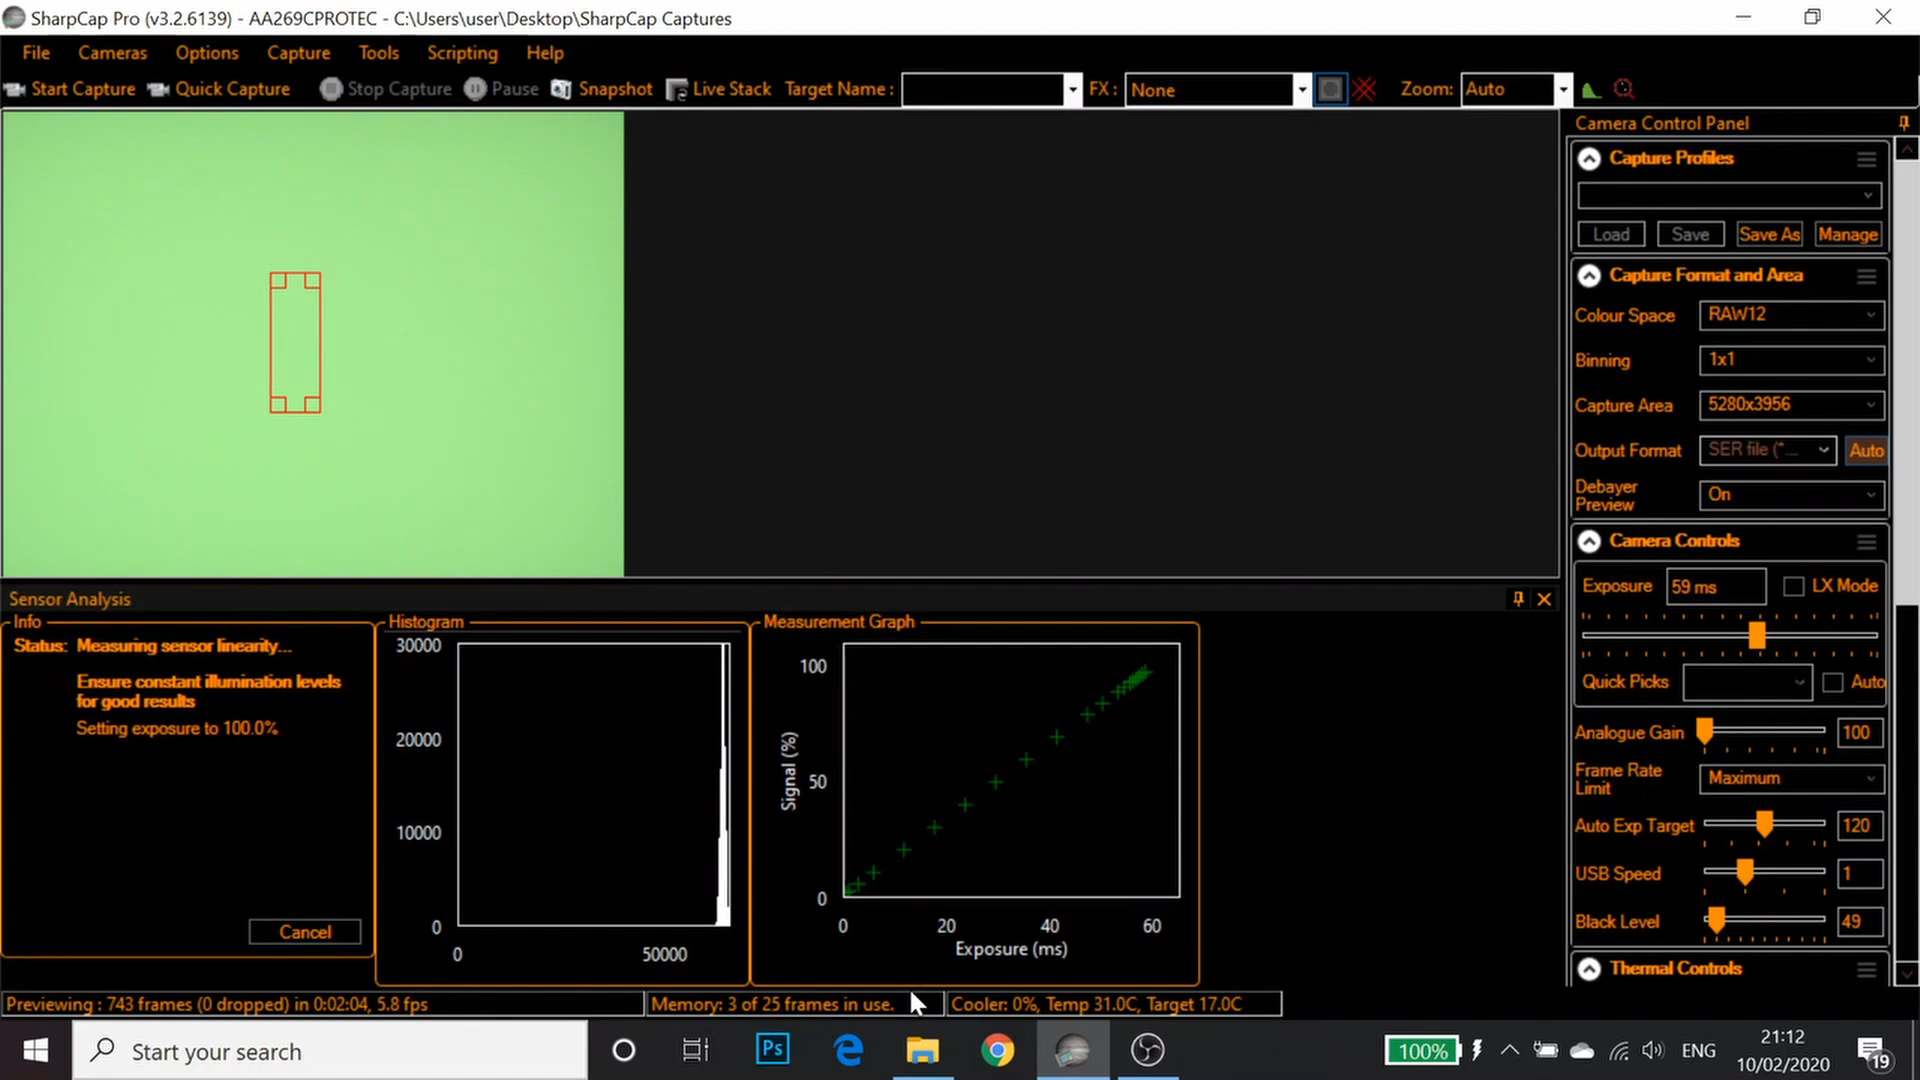 SharpCap Pro (v3.2.6139) - AA269CPROTEC - C:\Users\user\Desktop\SharpCap Captures
File Cameras Options Capture Tools Scripting Help
Start Capture Quick Capture Stop Capture Pause Snapshot Live Stack Target Name : FX : None Zoom: Auto
Camera Control Panel
Capture Profiles
Load Save Save As Manage
Capture Format and Area
Colour Space RAW12
Binning 1x1
Capture Area 5280x3956
Output Format SER file (*.... Auto
Debayer Preview On
Camera Controls
Exposure 59 ms LX Mode
Quick Picks Auto
Analogue Gain 100
Frame Rate Limit Maximum
Auto Exp Target 120
USB Speed 1
Black Level 49
Thermal Controls
Sensor Analysis
Info
Status: Measuring sensor linearity...
Ensure constant illumination levels
for good results
Setting exposure to 100.0%
Cancel
Histogram
30000
20000
10000
0
0 50000
Measurement Graph
100
50
0
Signal (%)
0 20 40 60
Exposure (ms)
Previewing : 743 frames (0 dropped) in 0:02:04, 5.8 fps
Memory: 3 of 25 frames in use.
Cooler: 0%, Temp 31.0C, Target 17.0C
Start your search
Ps
100%
ENG
21:12
10/02/2020
19